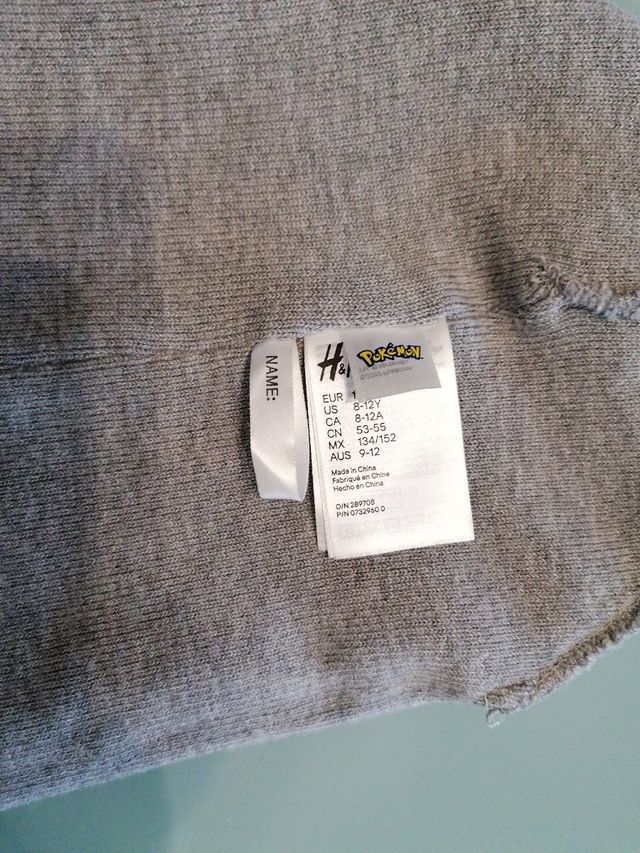 NAME:
H&
POKéMON
EUR 1
US 8-12Y
CA 8-12A
CN 53-55
MX 134/152
AUS 9-12
Made in China
Fabriqué en Chine
Hecho en China
O/N 289708
P/N 0732960 0